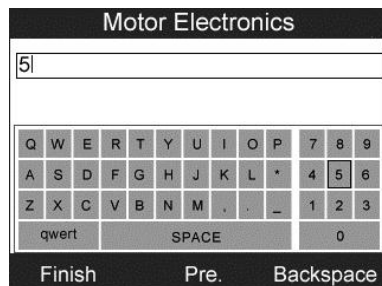 Motor Electronics
5
Q W E R T Y U I O P 7 8 9
A S D F G H J K L * 4 5 6
Z X C V B N M , . _ 1 2 3
qwert SPACE 0
Finish Pre. Backspace